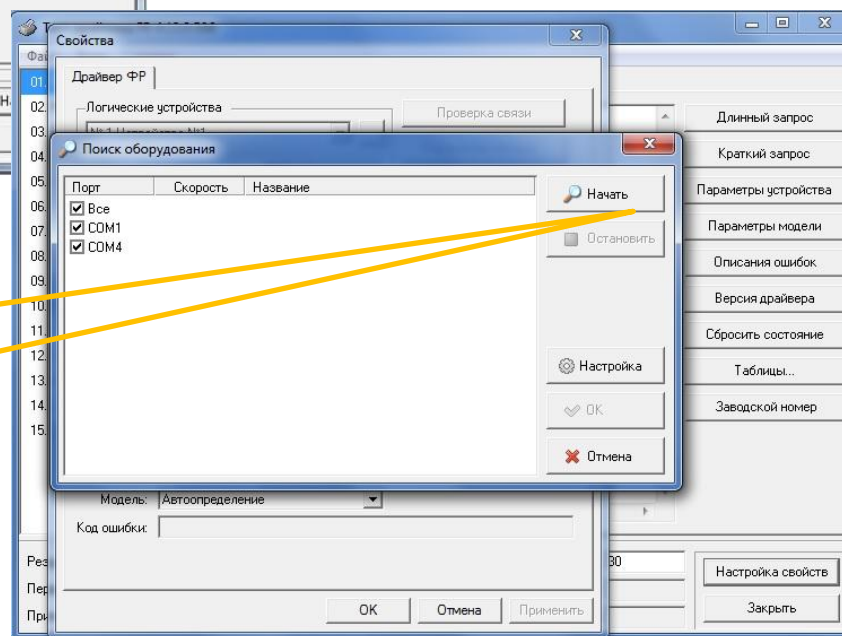 Свойства
Драйвер ФР
Логические устройства
Проверка связи
Поиск оборудования
Порт Скорость Название
Все
COM1
COM4
Начать
Остановить
Настройка
OK
Отмена
Модель: Автоопределение
Код ошибки:
OK Отмена Применить
01.
02.
03.
04.
05.
06.
07.
08.
09.
10.
11.
12.
13.
14.
15.
Длинный запрос
Краткий запрос
Параметры устройства
Параметры модели
Описания ошибок
Версия драйвера
Сбросить состояние
Таблицы...
Заводской номер
Настройка свойств
Закрыть